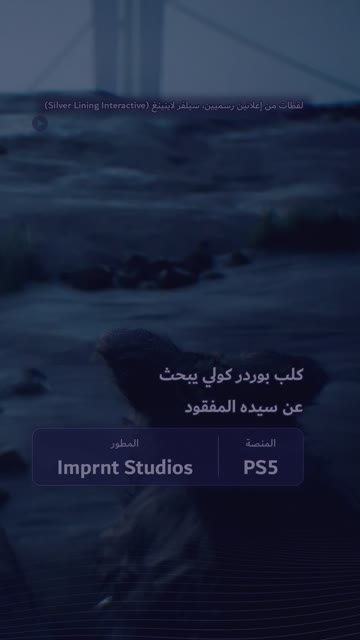 لقطات من إعلانين رسميين، سيلفر لاينينغ (Silver Lining Interactive)
كلب بوردر كولي يبحث
عن سيده المفقود
المنصة
PS5
المطور
Imprnt Studios